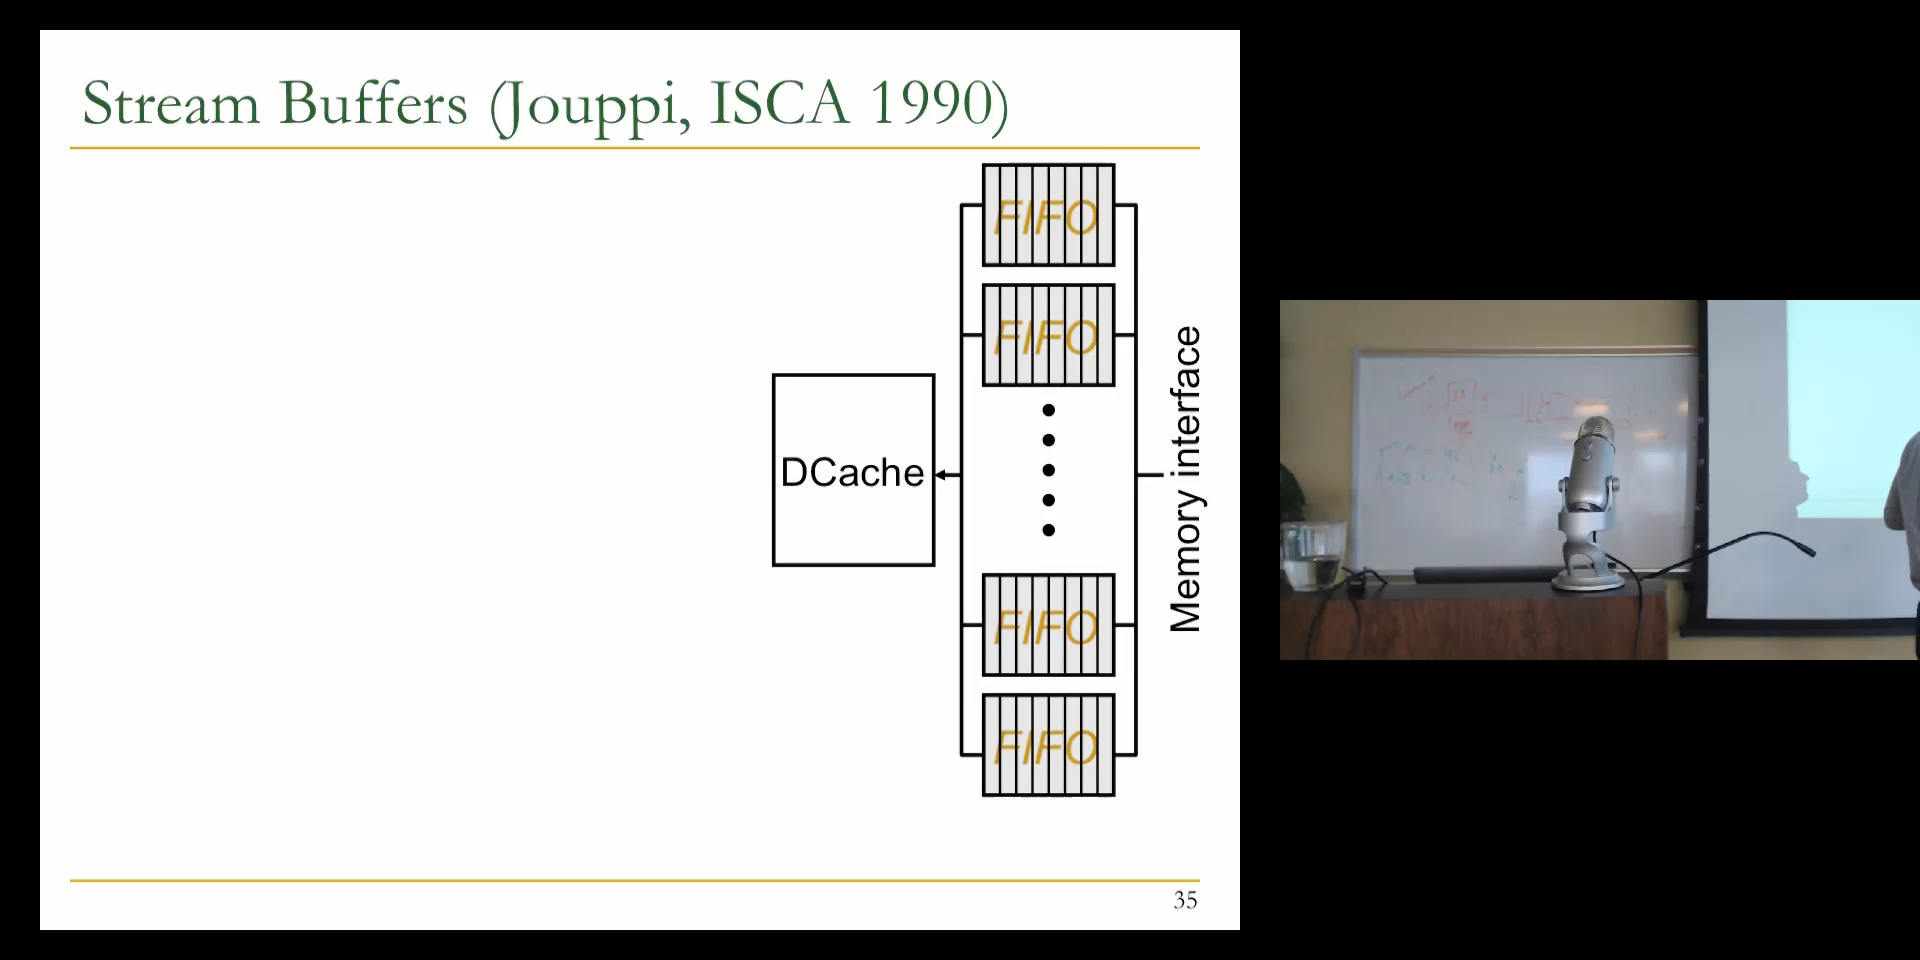 Stream Buffers (Jouppi, ISCA 1990)
FIFO
FIFO
DCache
Memory interface
FIFO
FIFO
35